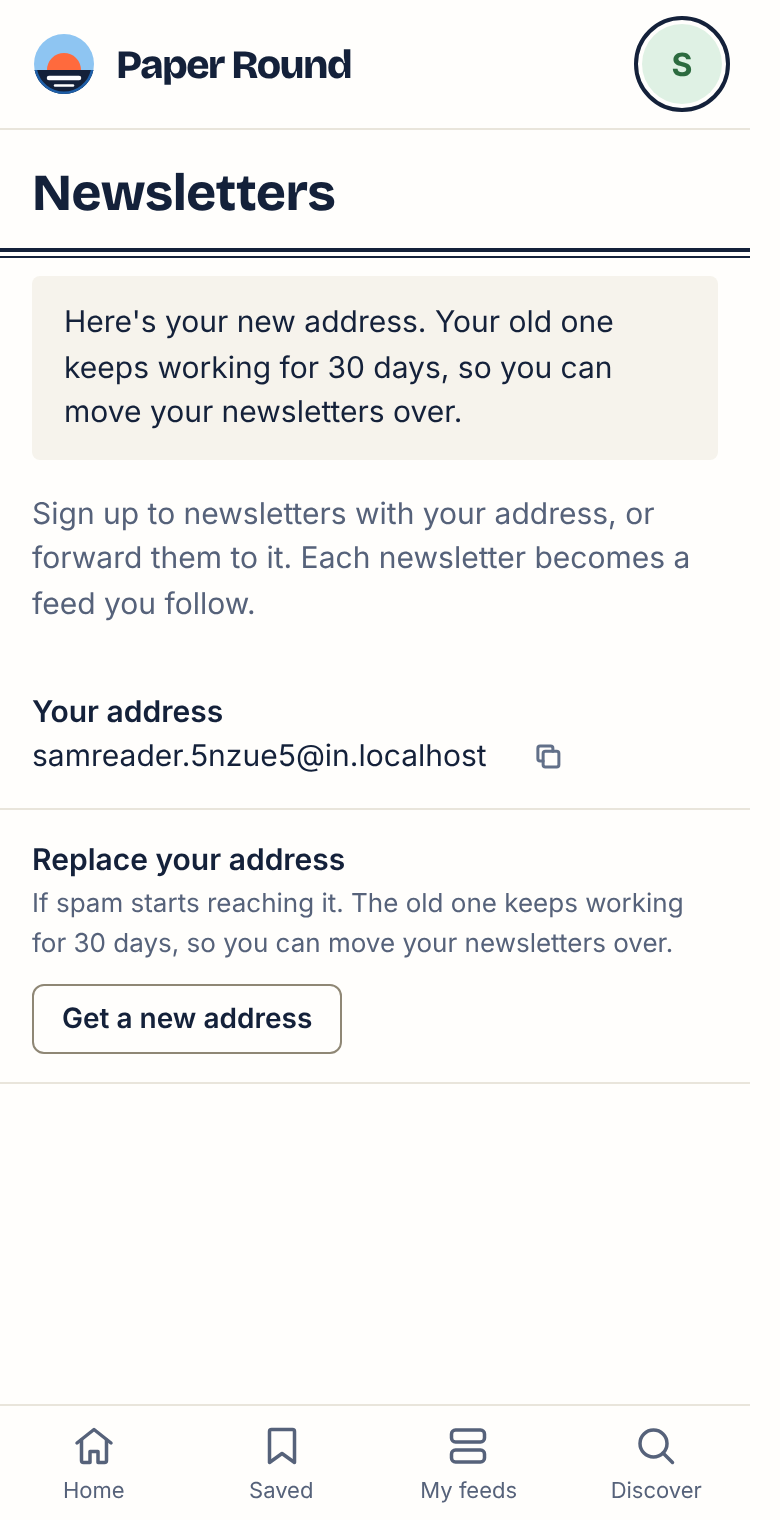 Paper Round
S
Newsletters
Here's your new address. Your old one
keeps working for 30 days, so you can
move your newsletters over.
Sign up to newsletters with your address, or
forward them to it. Each newsletter becomes a
feed you follow.
Your address
samreader.5nzue5@in.localhost
Replace your address
If spam starts reaching it. The old one keeps working
for 30 days, so you can move your newsletters over.
Get a new address
Home
Saved
My feeds
Discover